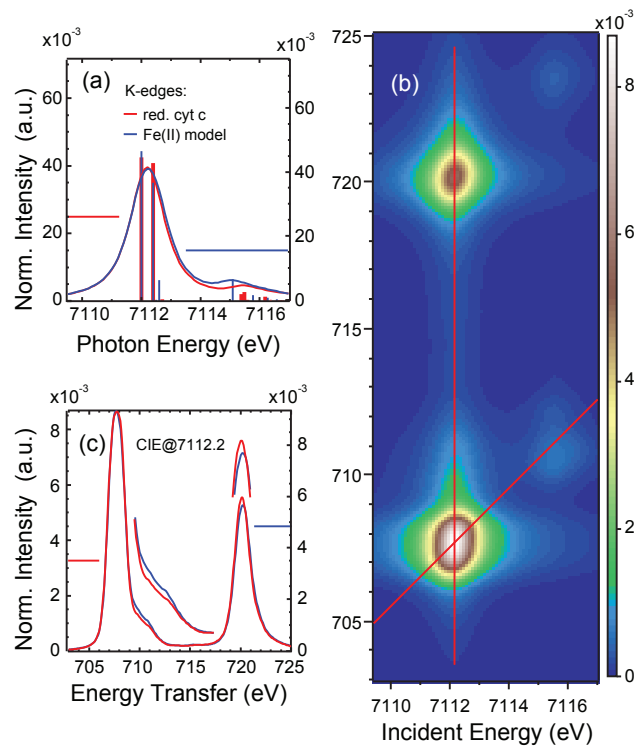 x10⁻³
x10⁻³
(a)
K-edges:
red. cyt c
Fe(II) model
60
40
20
0
60
40
20
0
Norm. Intensity (a.u.)
7110
7112
7114
7116
Photon Energy (eV)
x10⁻³
x10⁻³
(c)
CIE@7112.2
8
6
4
2
0
8
6
4
2
0
Norm. Intensity (a.u.)
705
710
715
720
725
Energy Transfer (eV)
x10⁻³
(b)
725
720
715
710
705
7110
7112
7114
7116
Incident Energy (eV)
8
6
4
2
0